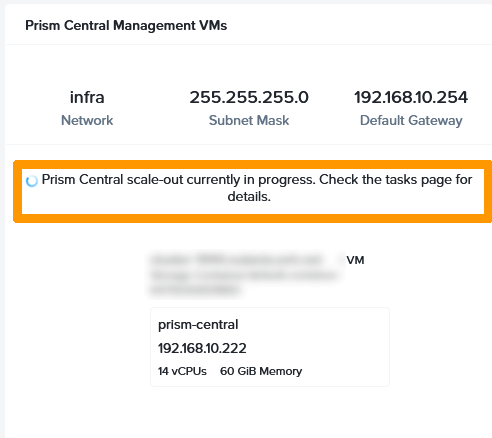 Prism Central Management VMs
infra
Network
255.255.255.0
Subnet Mask
192.168.10.254
Default Gateway
Prism Central scale-out currently in progress. Check the tasks page for
details.
VM
prism-central
192.168.10.222
14 vCPUs 60 GiB Memory